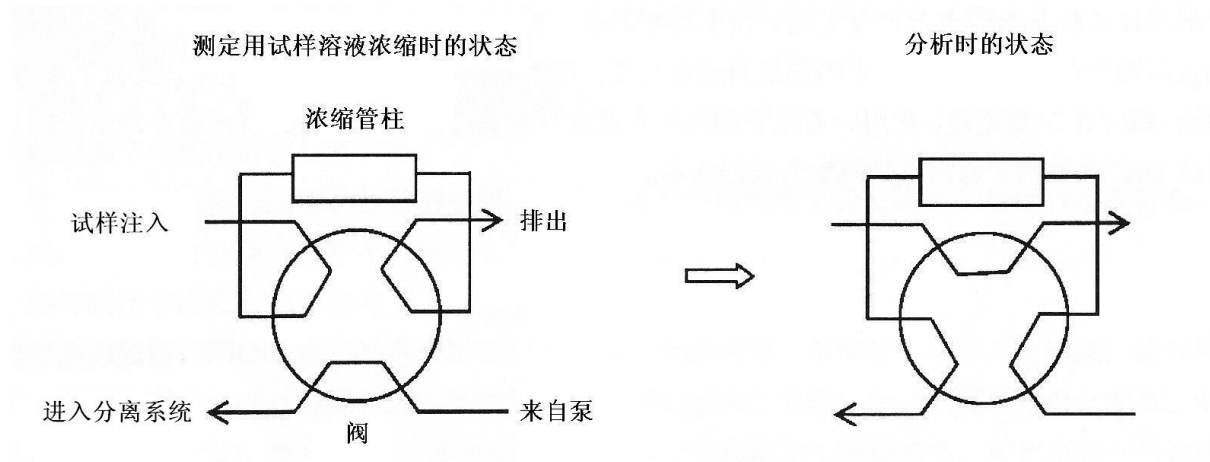 测定用试样溶液浓缩时的状态
分析时的状态
浓缩管柱
试样注入
排出
进入分离系统
来自泵
阀